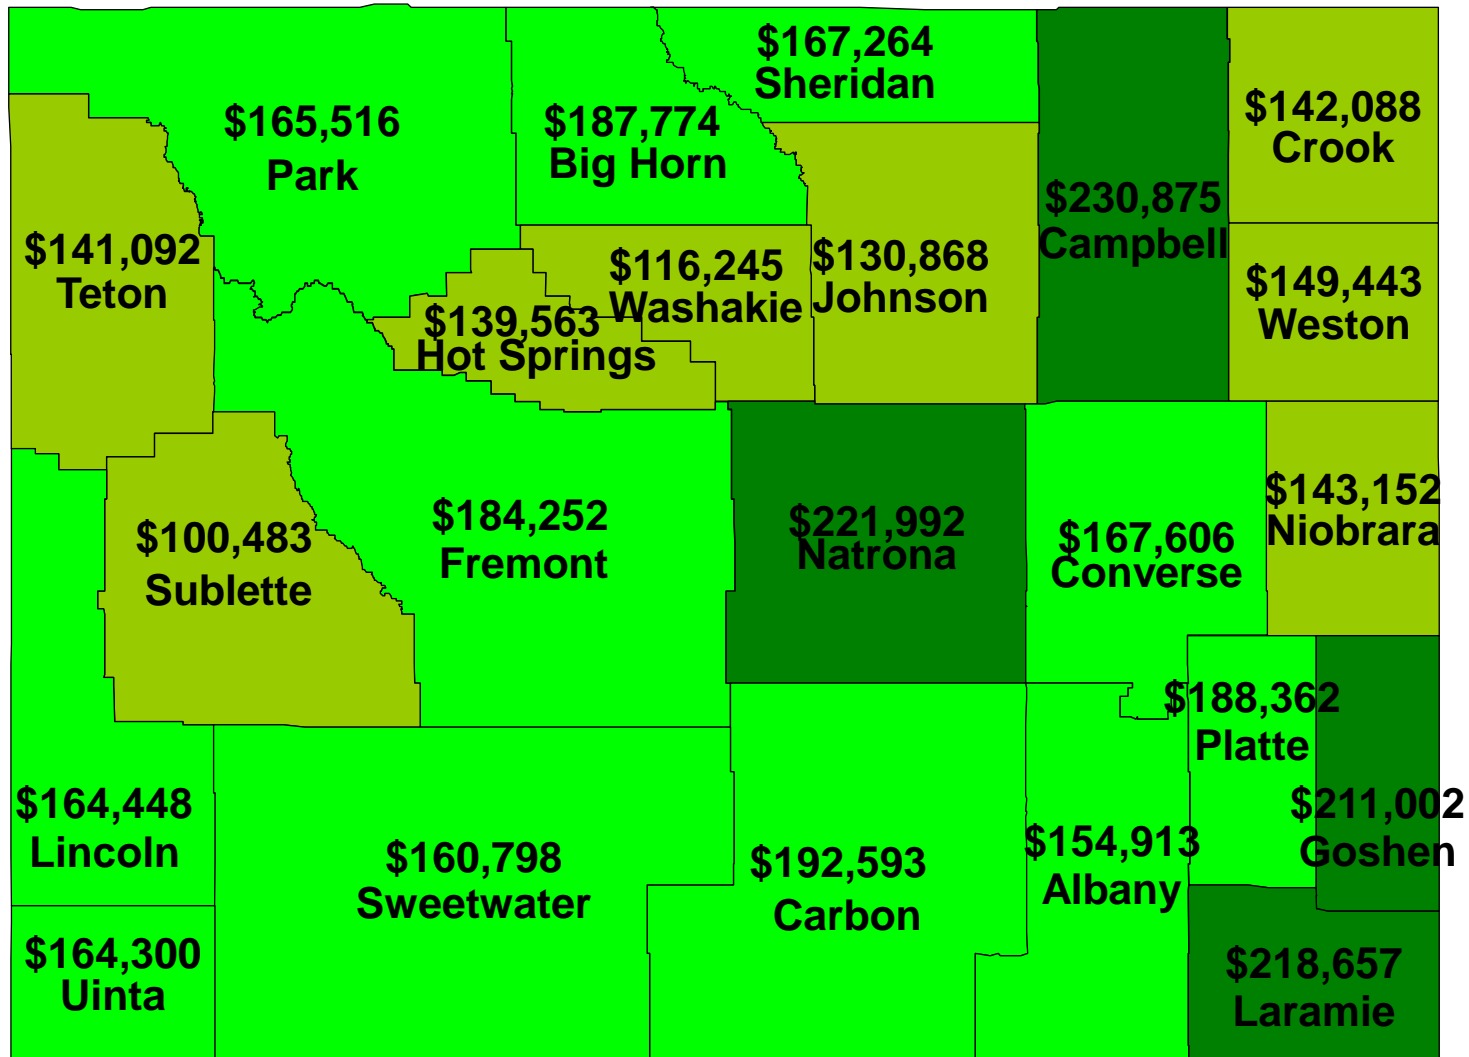 $167,264
Sheridan
$165,516
Park
$187,774
Big Horn
$142,088
Crook
$230,875
Campbell
$141,092
Teton
$116,245
Washakie
$130,868
Johnson
$149,443
Weston
$139,563
Hot Springs
$100,483
Sublette
$184,252
Fremont
$221,992
Natrona
$167,606
Converse
$143,152
Niobrara
$188,362
Platte
$164,448
Lincoln
$160,798
Sweetwater
$192,593
Carbon
$154,913
Albany
$211,002
Goshen
$164,300
Uinta
$218,657
Laramie